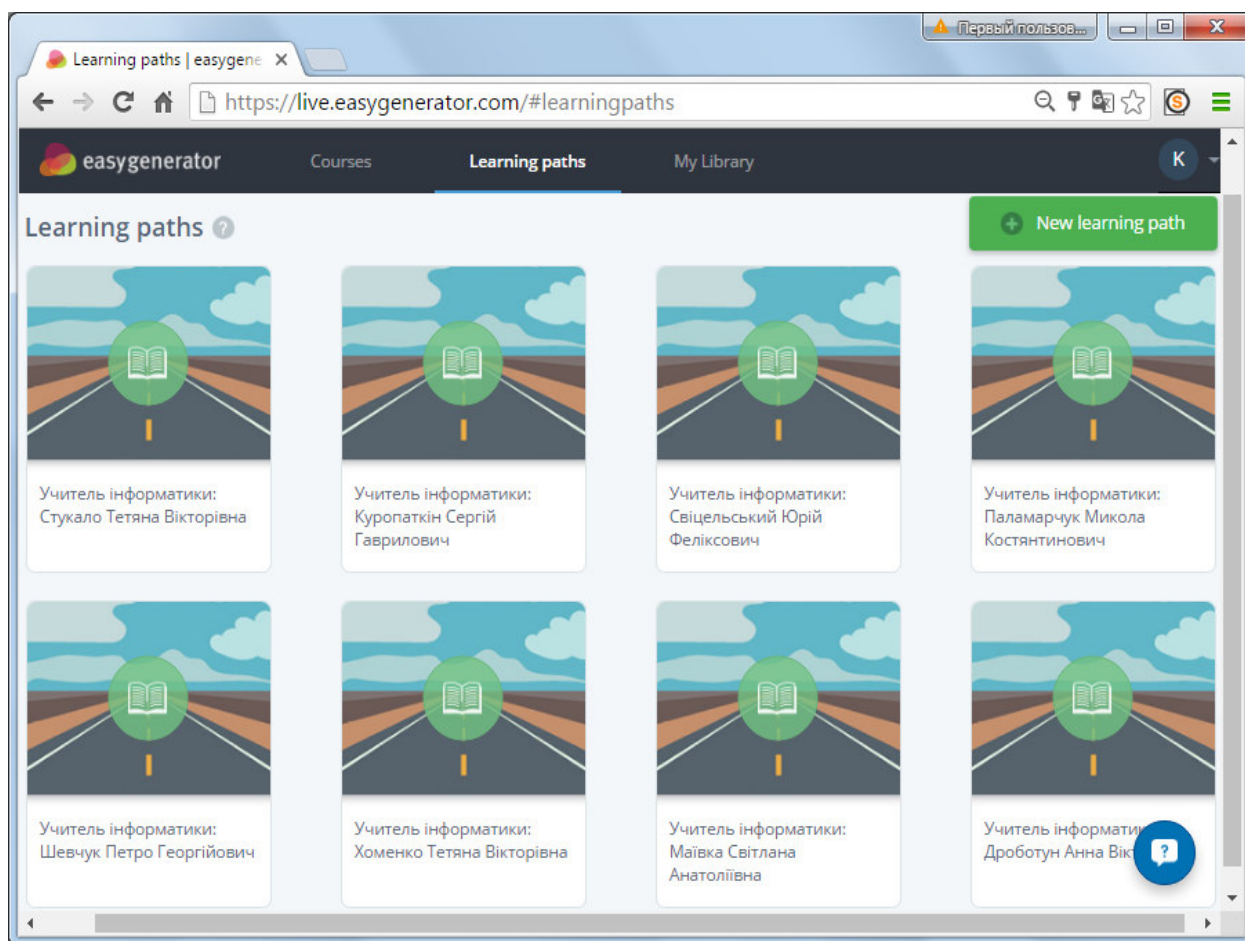 Первый пользов...
Learning paths | easygene
https://live.easygenerator.com/#learningpaths
easygenerator Courses Learning paths My Library K
Learning paths ?
New learning path
Учитель інформатики:
Стукало Тетяна Вікторівна
Учитель інформатики:
Куропаткін Сергій
Гаврилович
Учитель інформатики:
Свіцельський Юрій
Феліксович
Учитель інформатики:
Паламарчук Микола
Костянтинович
Учитель інформатики:
Шевчук Петро Георгійович
Учитель інформатики:
Хоменко Тетяна Вікторівна
Учитель інформатики:
Маївка Світлана
Анатоліївна
Учитель інформати
Дроботун Анна Вік
?